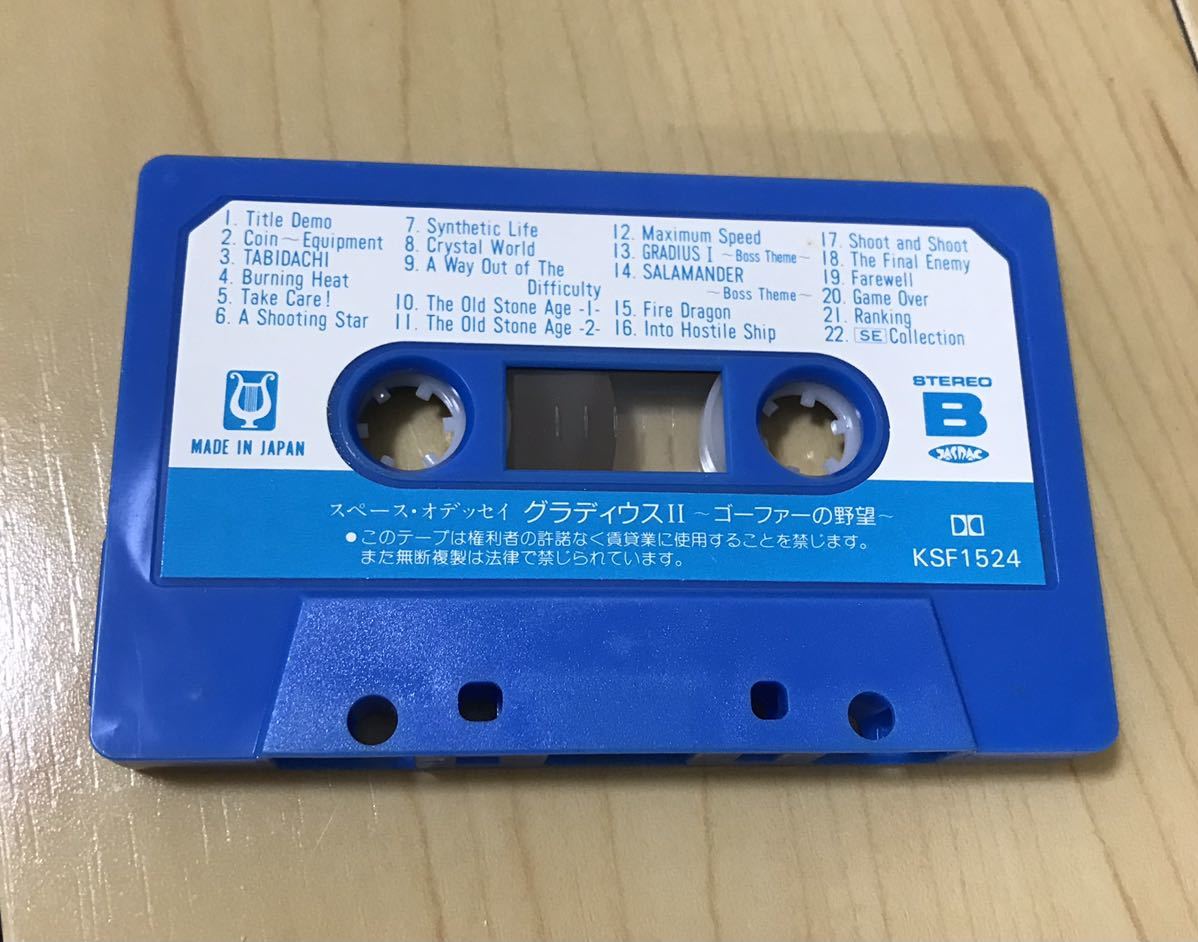 1. Title Demo
2. Coin～Equipment
3. TABIDACHI
4. Burning Heat
5. Take Care!
6. A Shooting Star
7. Synthetic Life
8. Crystal World
9. A Way Out of The
Difficulty
10. The Old Stone Age -1-
11. The Old Stone Age -2-
12. Maximum Speed
13. GRADIUS I ～Boss Theme～
14. SALAMANDER
～Boss Theme～
15. Fire Dragon
16. Into Hostile Ship
17. Shoot and Shoot
18. The Final Enemy
19. Farewell
20. Game Over
21. Ranking
22. SE Collection
MADE IN JAPAN
STEREO
B
JASRAC
スペース・オデッセイ グラディウスII ～ゴーファーの野望～
●このテープは権利者の許諾なく賃貸業に使用することを禁じます。
また無断複製は法律で禁じられています。
KSF1524